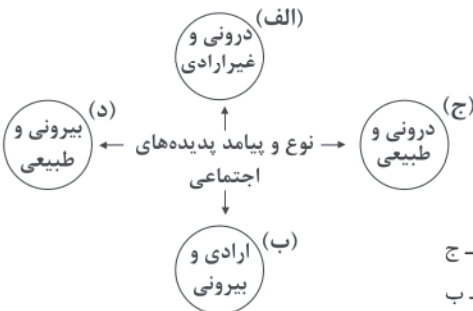 (الف)
درونی و
غیرارادی
(د)
بیرونی و
طبیعی
نوع و پیامد پدیده‌های
اجتماعی
(ج)
درونی و
طبیعی
(ب)
ارادی و
بیرونی
- ج
- ب